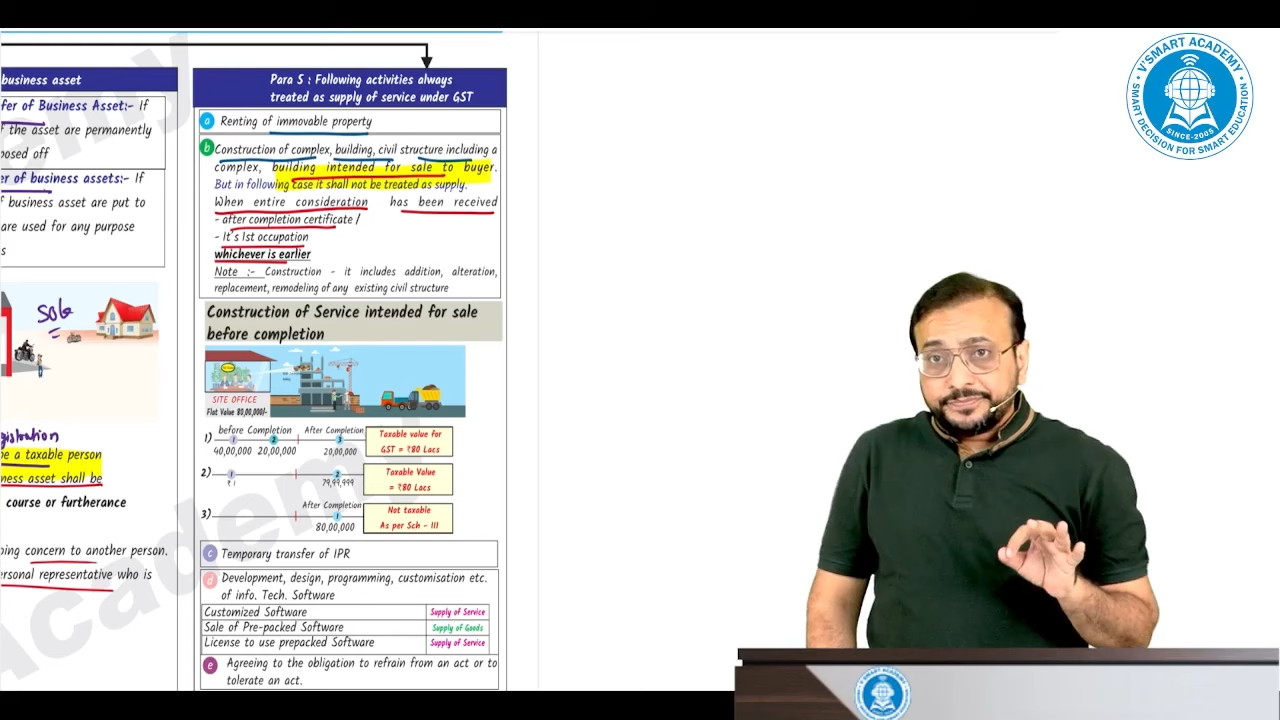 business asset
fer of Business Asset:- If
f the asset are permanently
posed off
er of business assets:- If
f business asset are put to
are used for any purpose
s
Sale
gistration
be a taxable person
ness asset shall be
course or furtherance
oing concern to another person.
ersonal representative who is
Para 5 : Following activities always
treated as supply of service under GST
a Renting of immovable property
b Construction of complex, building, civil structure including a
complex, building intended for sale to buyer.
But in following case it shall not be treated as supply.
When entire consideration has been received
- after completion certificate /
- It's 1st occupation
whichever is earlier
Note :- Construction - it includes addition, alteration,
replacement, remodeling of any existing civil structure
Construction of Service intended for sale
before completion
SITE OFFICE
Flat Value 80,00,000/-
before Completion After Completion
1) 1 2 3
40,00,000 20,00,000 20,00,000
Taxable value for
GST = ₹80 Lacs
2) 1 2
₹1 79,99,999
Taxable Value
= ₹80 Lacs
After Completion
3) 1
80,00,000
Not taxable
As per Sch - III
c Temporary transfer of IPR
d Development, design, programming, customisation etc.
of info. Tech. Software
Customized Software Supply of Service
Sale of Pre-packed Software Supply of Goods
License to use prepacked Software Supply of Service
e Agreeing to the obligation to refrain from an act or to
tolerate an act.
Academy
V'SMART ACADEMY
SMART DECISION FOR SMART EDUCATION
SINCE-2005